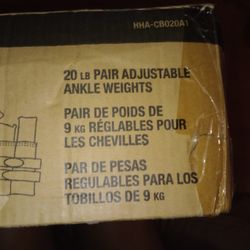 HHA-CB020A1
20 LB PAIR ADJUSTABLE
ANKLE WEIGHTS
PAIR DE POIDS DE
9 KG RÉGLABLES POUR
LES CHEVILLES
PAR DE PESAS
REGULABLES PARA LOS
TOBILLOS DE 9 KG